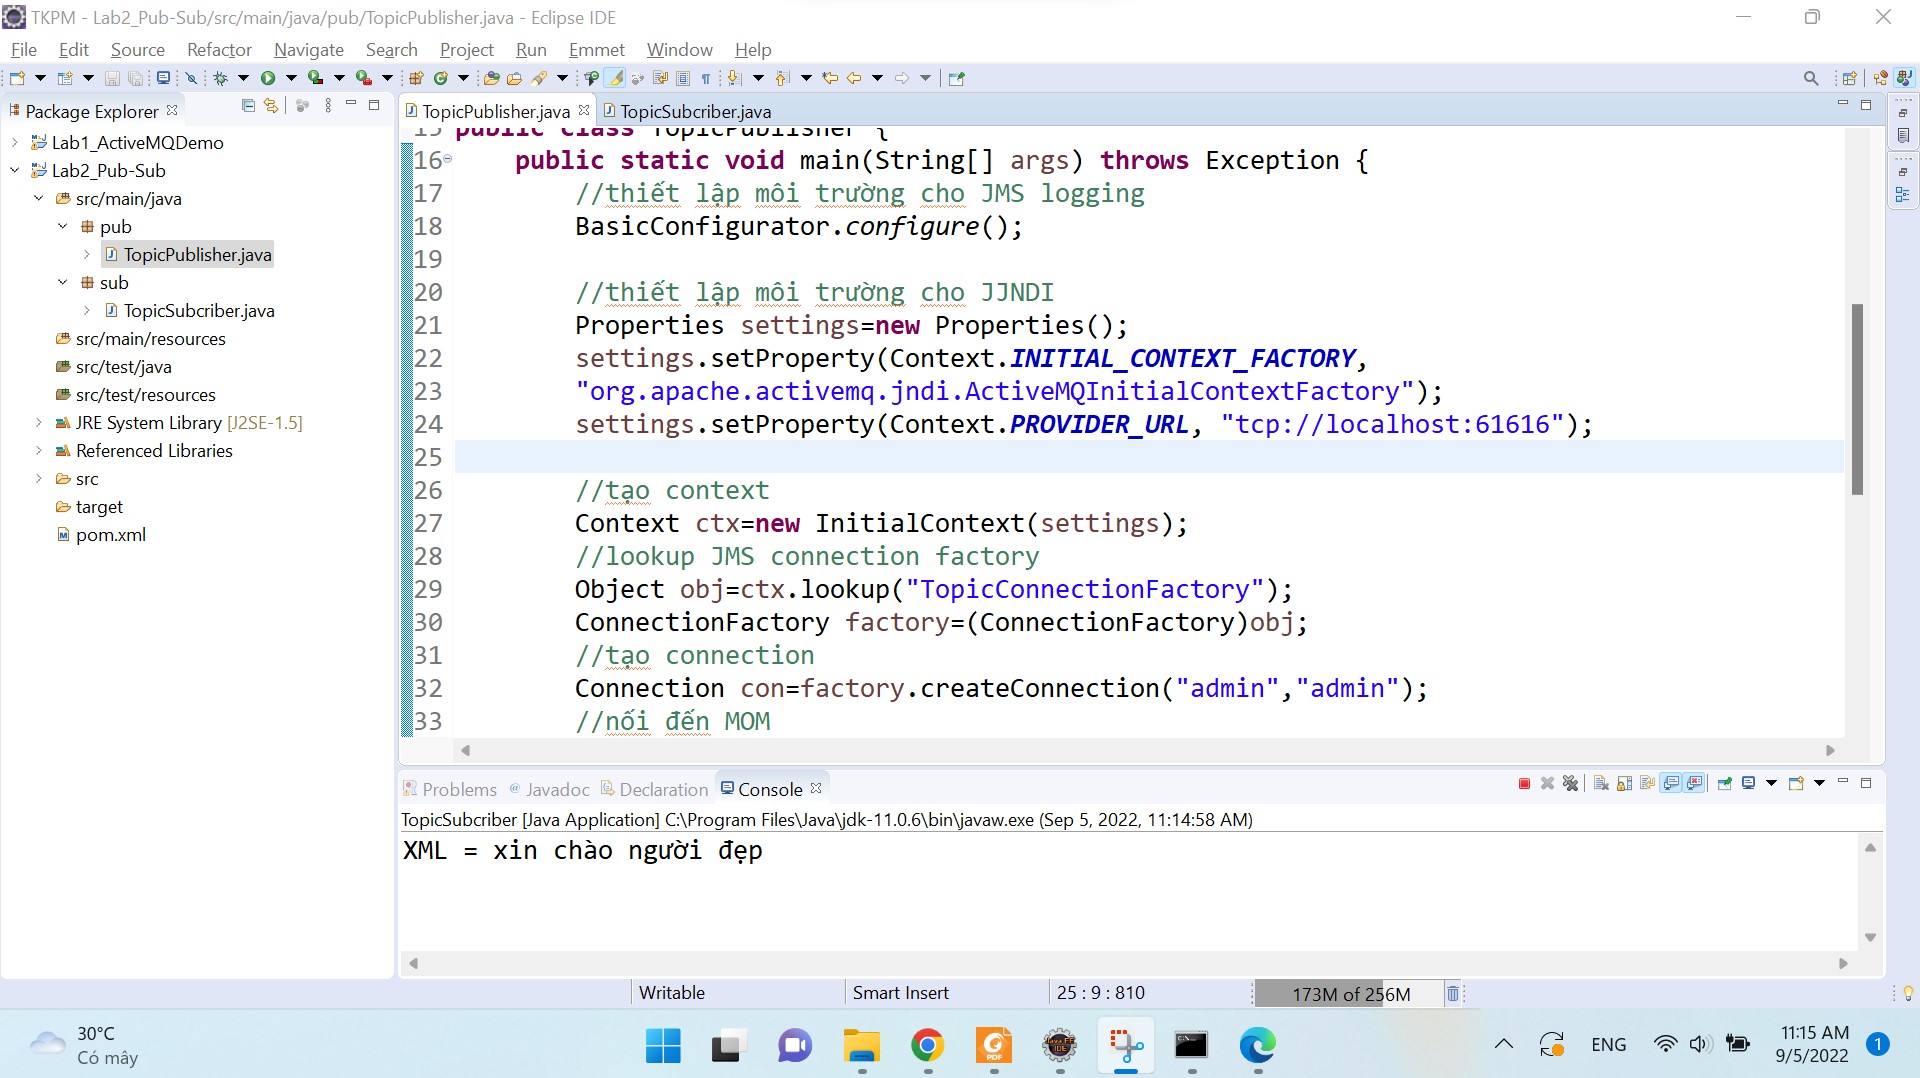 TKPM - Lab2_Pub-Sub/src/main/java/pub/TopicPublisher.java - Eclipse IDE
File Edit Source Refactor Navigate Search Project Run Emmet Window Help
Package Explorer
Lab1_ActiveMQDemo
Lab2_Pub-Sub
src/main/java
pub
TopicPublisher.java
sub
TopicSubcriber.java
src/main/resources
src/test/java
src/test/resources
JRE System Library [J2SE-1.5]
Referenced Libraries
src
target
pom.xml
TopicPublisher.java TopicSubcriber.java
15 public class TopicPublisher {
16 public static void main(String[] args) throws Exception {
17 //thiết lập môi trường cho JMS logging
18 BasicConfigurator.configure();
19
20 //thiết lập môi trường cho JJNDI
21 Properties settings=new Properties();
22 settings.setProperty(Context.INITIAL_CONTEXT_FACTORY,
23 "org.apache.activemq.jndi.ActiveMQInitialContextFactory");
24 settings.setProperty(Context.PROVIDER_URL, "tcp://localhost:61616");
25
26 //tạo context
27 Context ctx=new InitialContext(settings);
28 //lookup JMS connection factory
29 Object obj=ctx.lookup("TopicConnectionFactory");
30 ConnectionFactory factory=(ConnectionFactory)obj;
31 //tạo connection
32 Connection con=factory.createConnection("admin","admin");
33 //nối đến MOM
Problems @ Javadoc Declaration Console
TopicSubcriber [Java Application] C:\Program Files\Java\jdk-11.0.6\bin\javaw.exe (Sep 5, 2022, 11:14:58 AM)
XML = xin chào người đẹp
Writable Smart Insert 25 : 9 : 810 173M of 256M
30°C
Có mây
PDF
Java EE
IDE
ENG
11:15 AM
9/5/2022
1